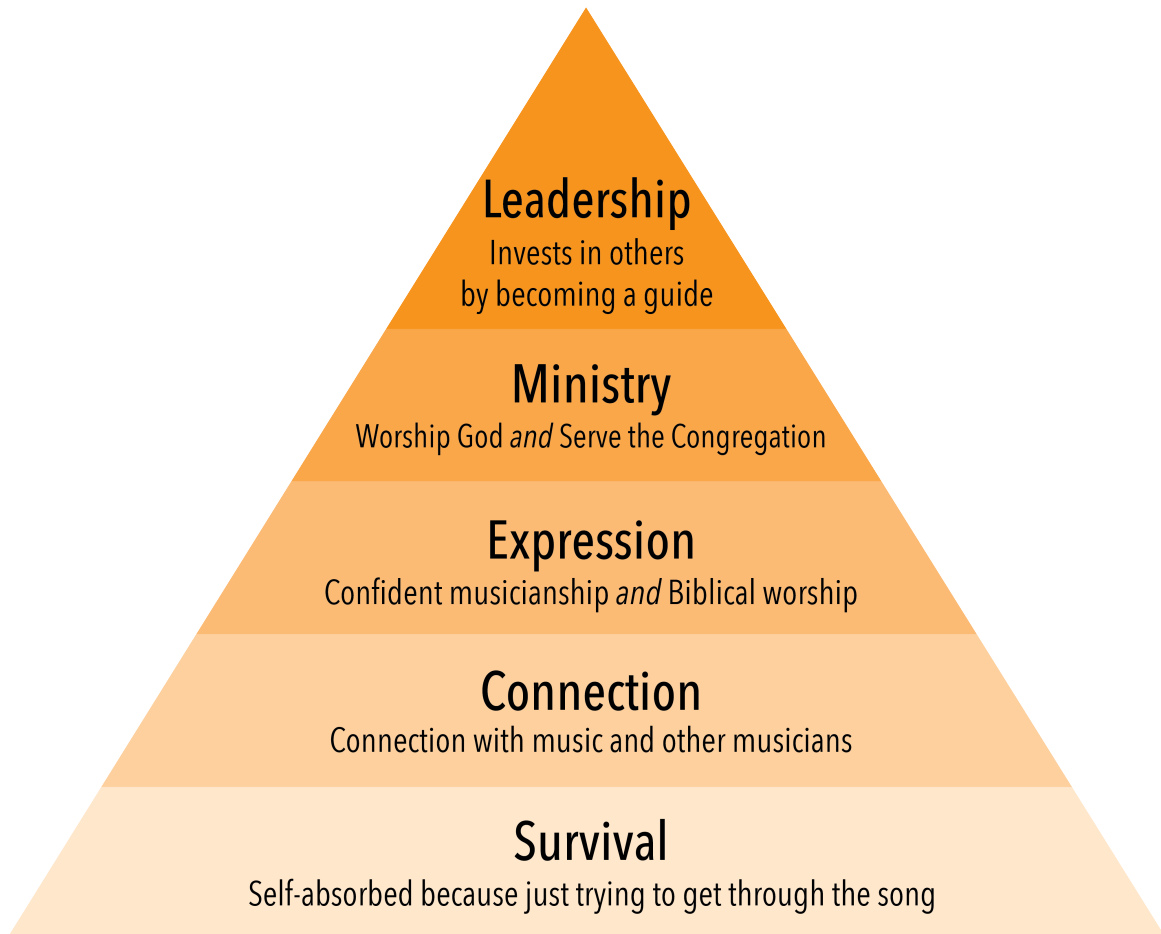 Leadership
Invests in others
by becoming a guide
Ministry
Worship God and Serve the Congregation
Expression
Confident musicianship and Biblical worship
Connection
Connection with music and other musicians
Survival
Self-absorbed because just trying to get through the song